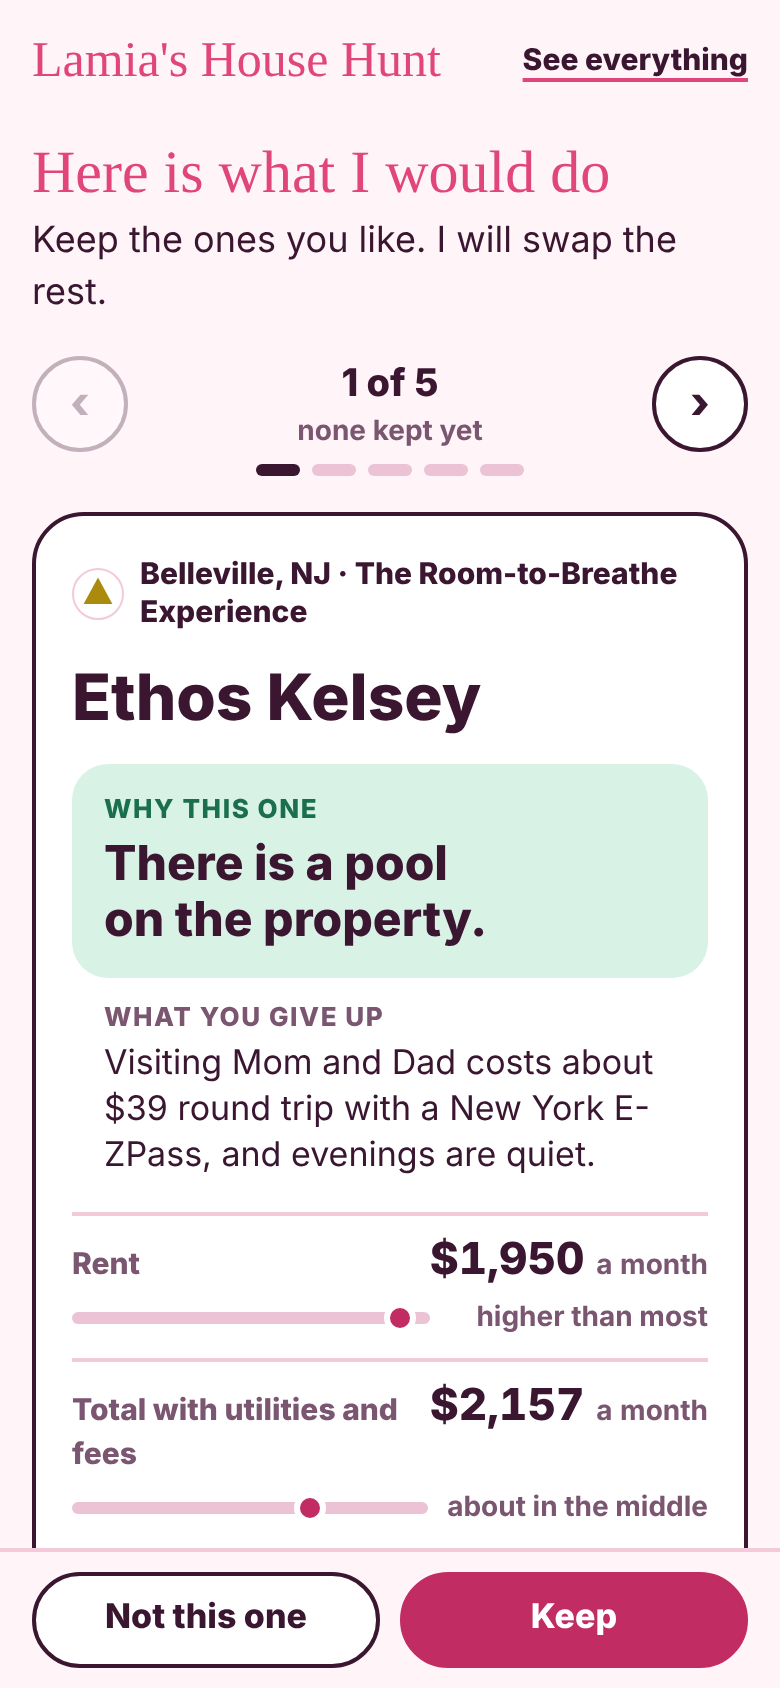 Lamia's House Hunt
See everything
Here is what I would do
Keep the ones you like. I will swap the
rest.
‹
1 of 5
›
none kept yet
Belleville, NJ · The Room-to-Breathe
Experience
Ethos Kelsey
WHY THIS ONE
There is a pool
on the property.
WHAT YOU GIVE UP
Visiting Mom and Dad costs about
$39 round trip with a New York E-
ZPass, and evenings are quiet.
Rent
$1,950 a month
higher than most
Total with utilities and
fees
$2,157 a month
about in the middle
Not this one
Keep